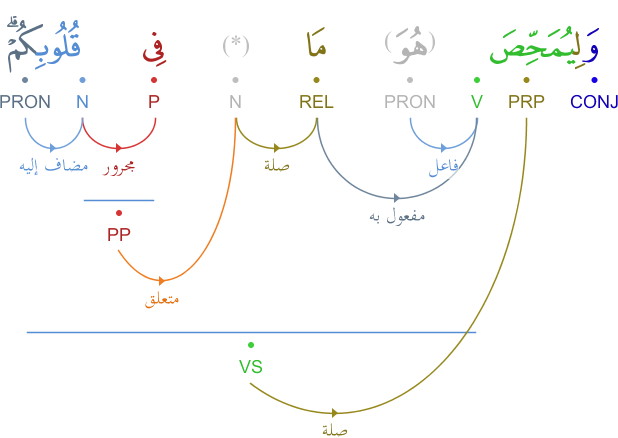 وَلِيُمَحِّصَ (هُوَ) مَا (*) فِى قُلُوبِكُمْ ۗ
CONJ PRP V PRON REL N P N PRON
فاعل صلة مجرور مضاف إليه
مفعول به
PP
متعلق
VS
صلة